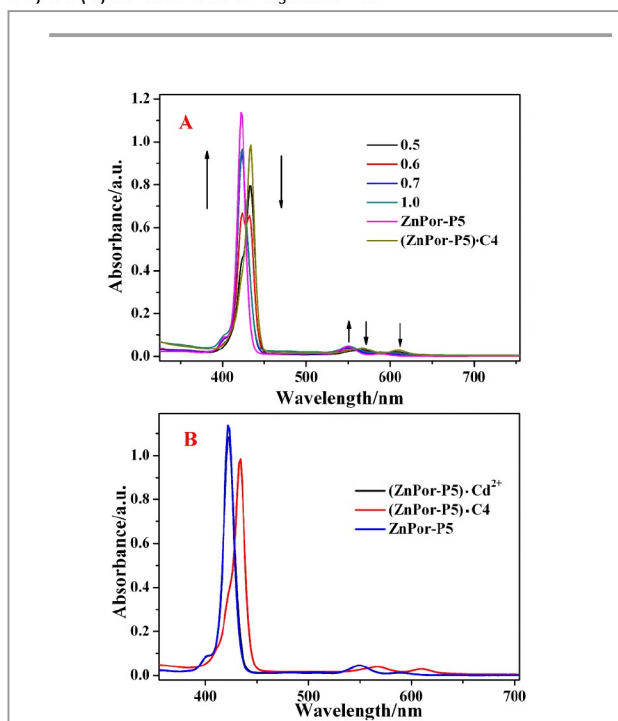 1.2
A
1.0
0.8
0.6
0.4
0.2
0.0
Absorbance/a.u.
0.5
0.6
0.7
1.0
ZnPor-P5
(ZnPor-P5)·C4
400 500 600 700
Wavelength/nm
B
1.0
0.8
0.6
0.4
0.2
0.0
Absorbance/a.u.
(ZnPor-P5)·Cd²⁺
(ZnPor-P5)·C4
ZnPor-P5
400 500 600 700
Wavelength/nm